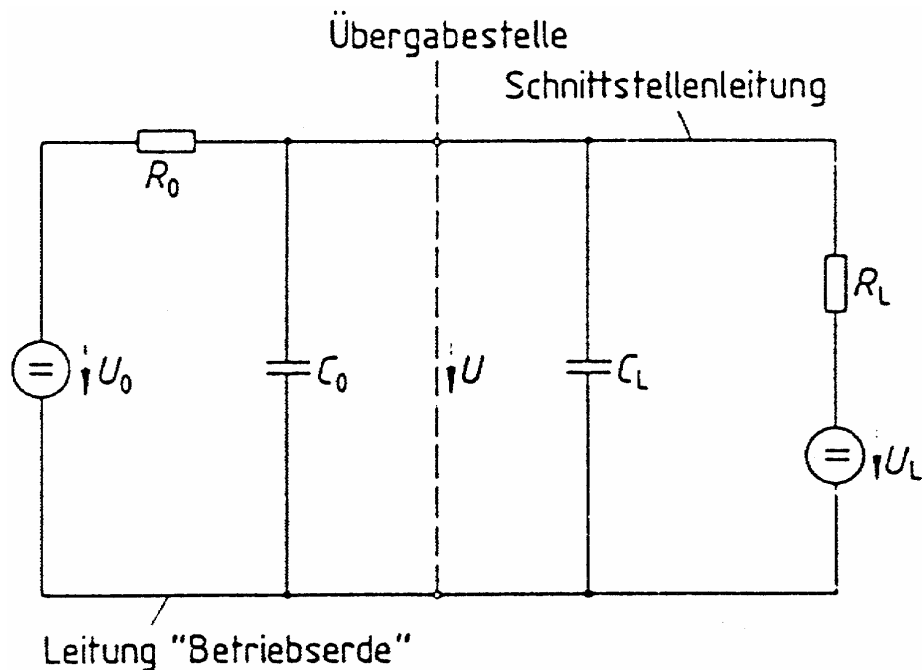 Übergabestelle
Schnittstellenleitung
R0
RL
U0
C0
U
CL
UL
Leitung "Betriebserde"